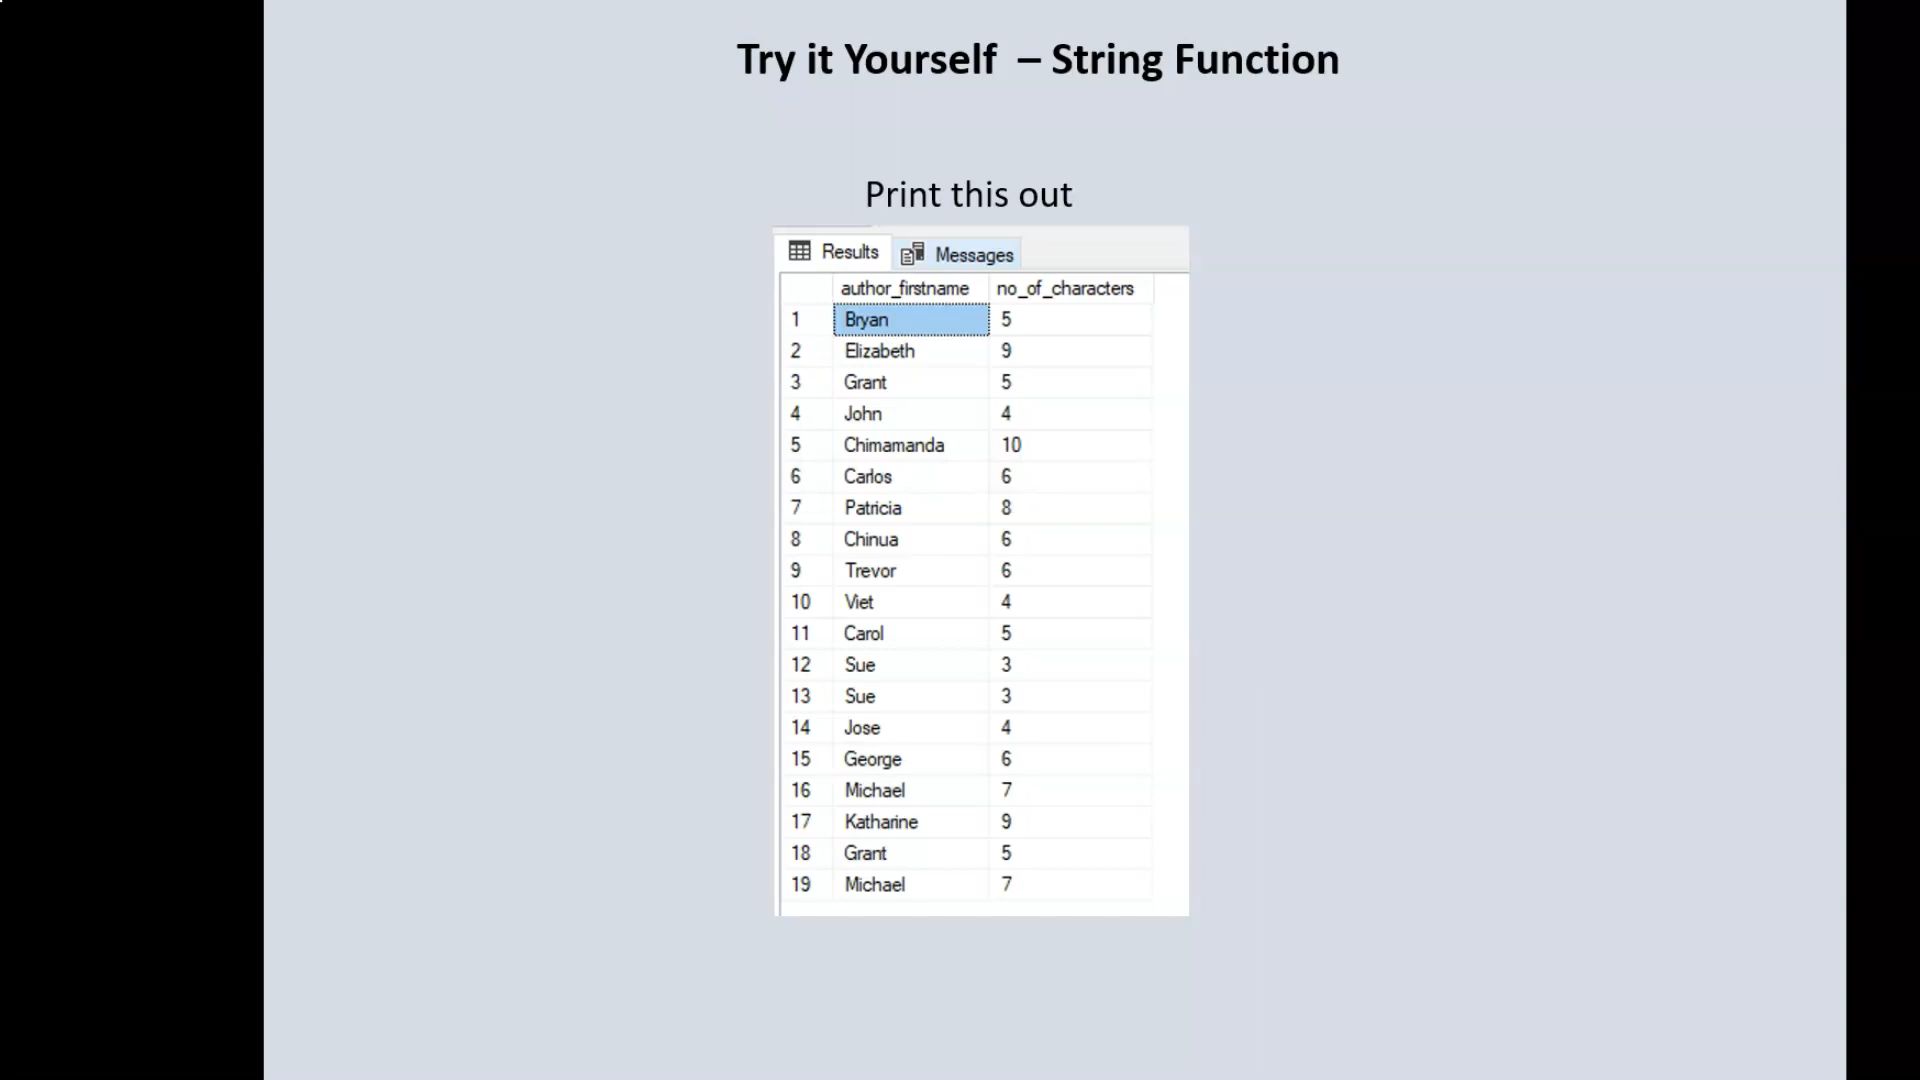 Try it Yourself – String Function
Print this out
Results Messages
author_firstname no_of_characters
1 Bryan 5
2 Elizabeth 9
3 Grant 5
4 John 4
5 Chimamanda 10
6 Carlos 6
7 Patricia 8
8 Chinua 6
9 Trevor 6
10 Viet 4
11 Carol 5
12 Sue 3
13 Sue 3
14 Jose 4
15 George 6
16 Michael 7
17 Katharine 9
18 Grant 5
19 Michael 7